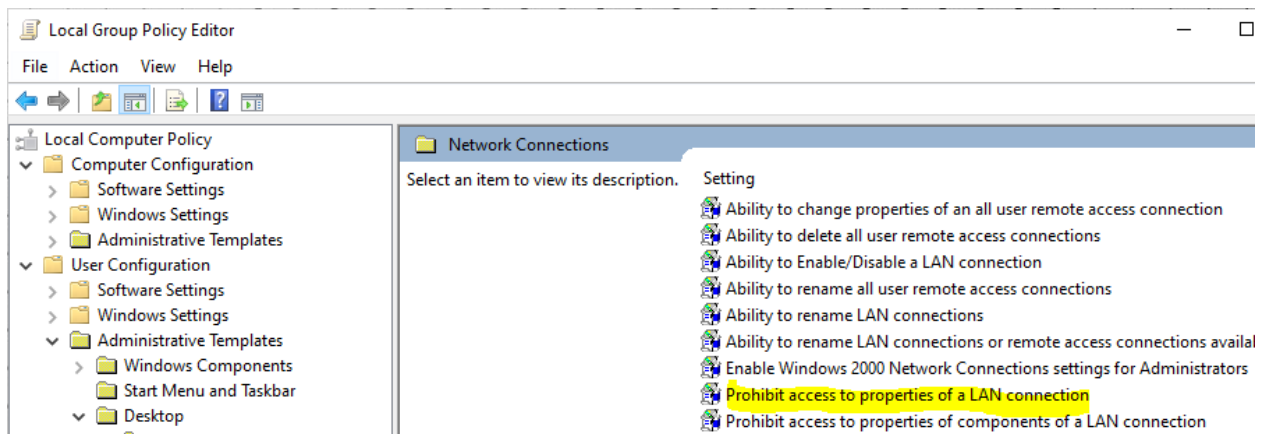 Local Group Policy Editor
File Action View Help
Local Computer Policy
Computer Configuration
Software Settings
Windows Settings
Administrative Templates
User Configuration
Software Settings
Windows Settings
Administrative Templates
Windows Components
Start Menu and Taskbar
Desktop
Network Connections
Select an item to view its description.
Setting
Ability to change properties of an all user remote access connection
Ability to delete all user remote access connections
Ability to Enable/Disable a LAN connection
Ability to rename all user remote access connections
Ability to rename LAN connections
Ability to rename LAN connections or remote access connections availal
Enable Windows 2000 Network Connections settings for Administrators
Prohibit access to properties of a LAN connection
Prohibit access to properties of components of a LAN connection